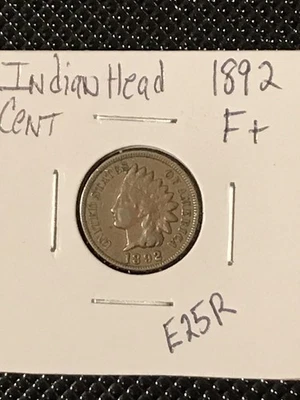 Indian Head 1892
Cent F+
UNITED STATES OF AMERICA
1892
E25R